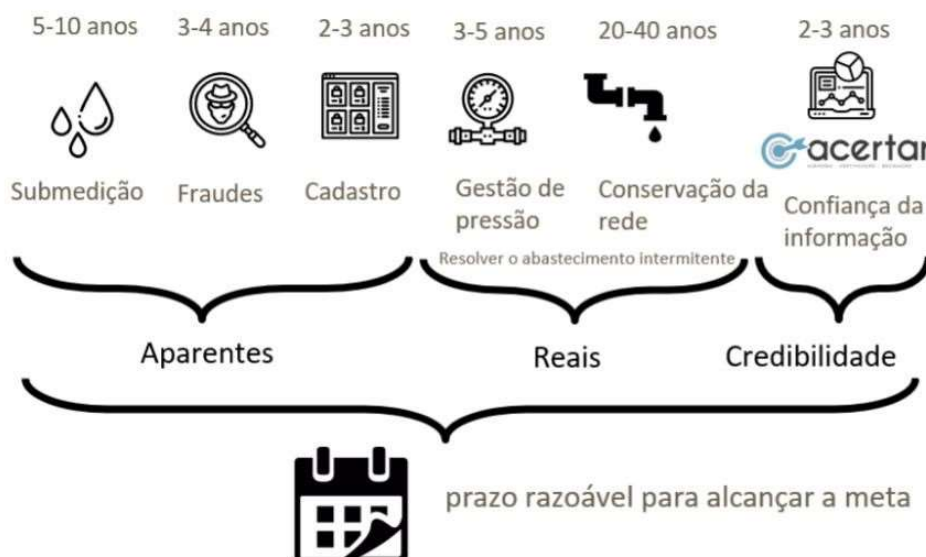 5-10 anos
3-4 anos
2-3 anos
3-5 anos
20-40 anos
2-3 anos
acertar
Submedição
Fraudes
Cadastro
Gestão de
pressão
Conservação da
rede
Confiança da
informação
Resolver o abastecimento intermitente
Aparentes
Reais
Credibilidade
prazo razoável para alcançar a meta